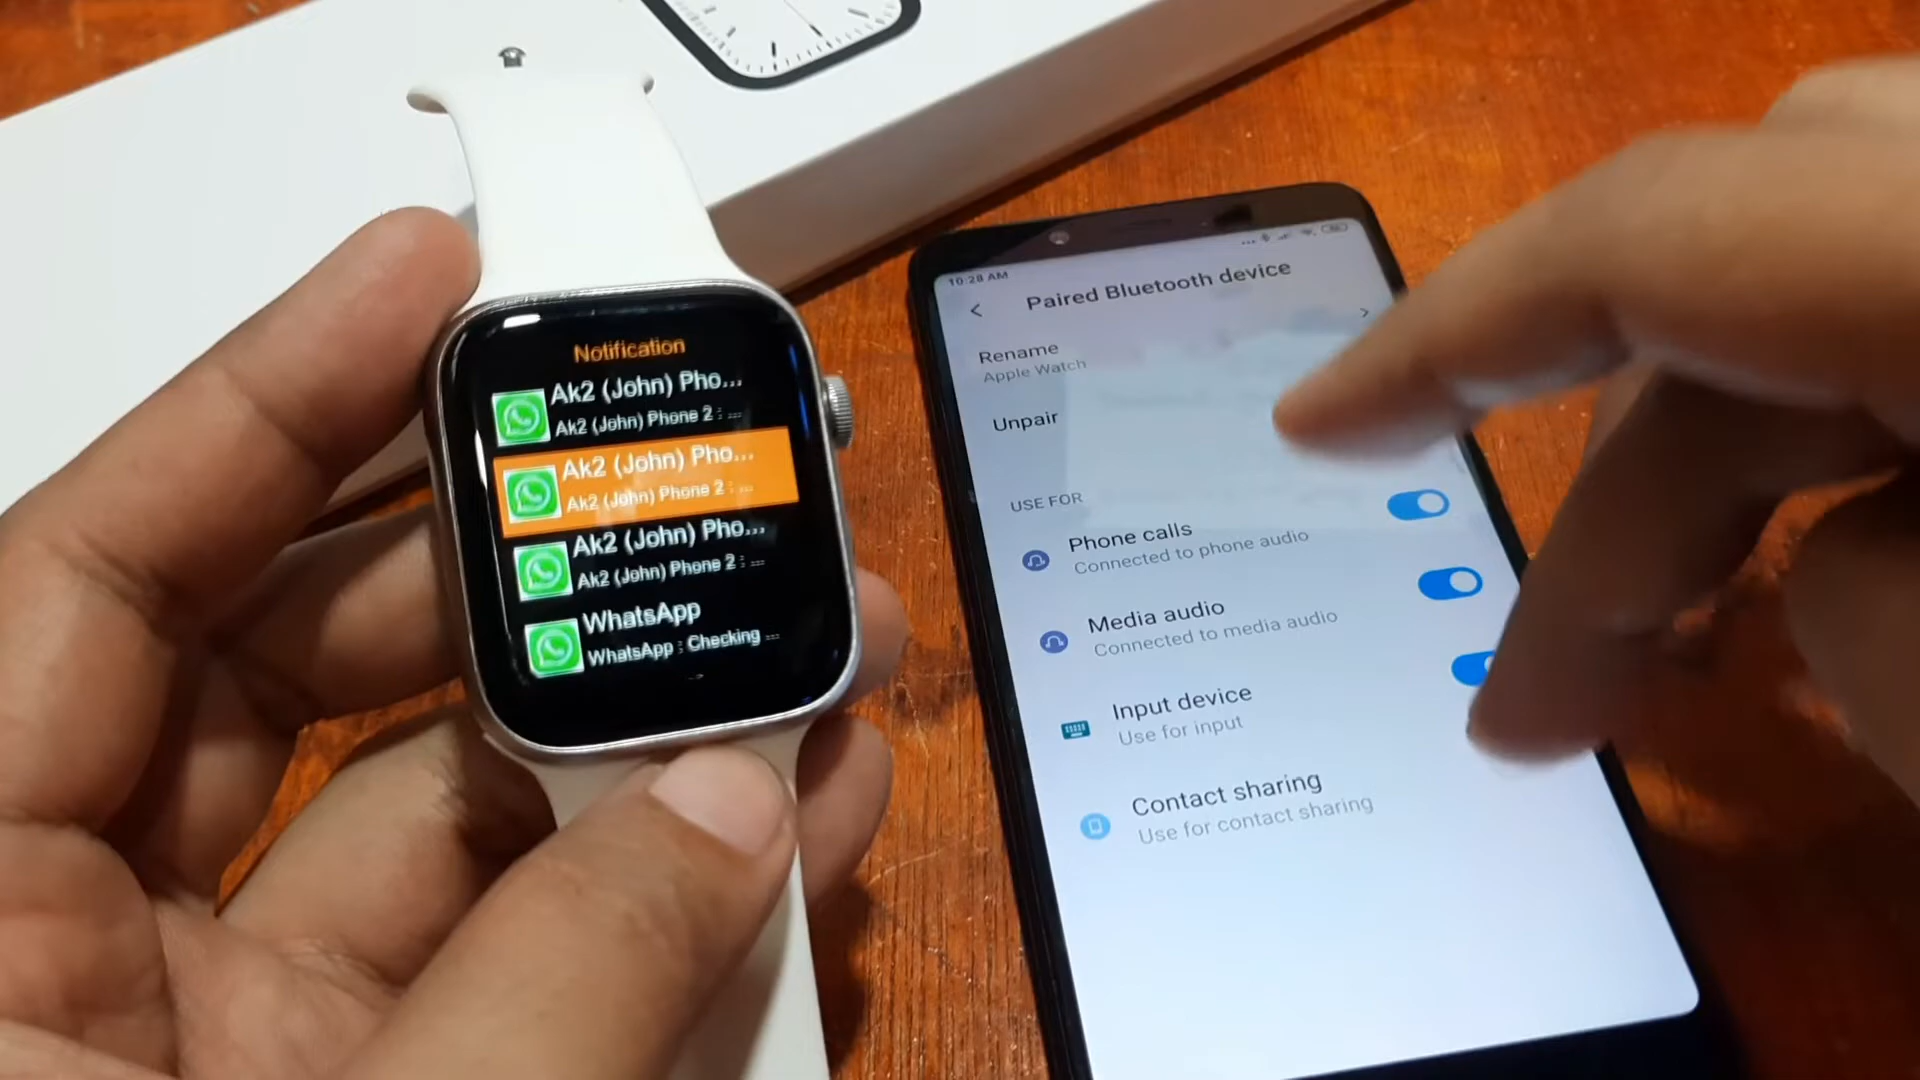 Notification
Ak2 (John) Pho...
Ak2 (John) Phone 2 : ...
Ak2 (John) Pho...
Ak2 (John) Phone 2 : ...
Ak2 (John) Pho...
Ak2 (John) Phone 2 : ...
WhatsApp
WhatsApp : Checking ...
10:28 AM
Paired Bluetooth device
Rename
Apple Watch
Unpair
USE FOR
Phone calls
Connected to phone audio
Media audio
Connected to media audio
Input device
Use for input
Contact sharing
Use for contact sharing